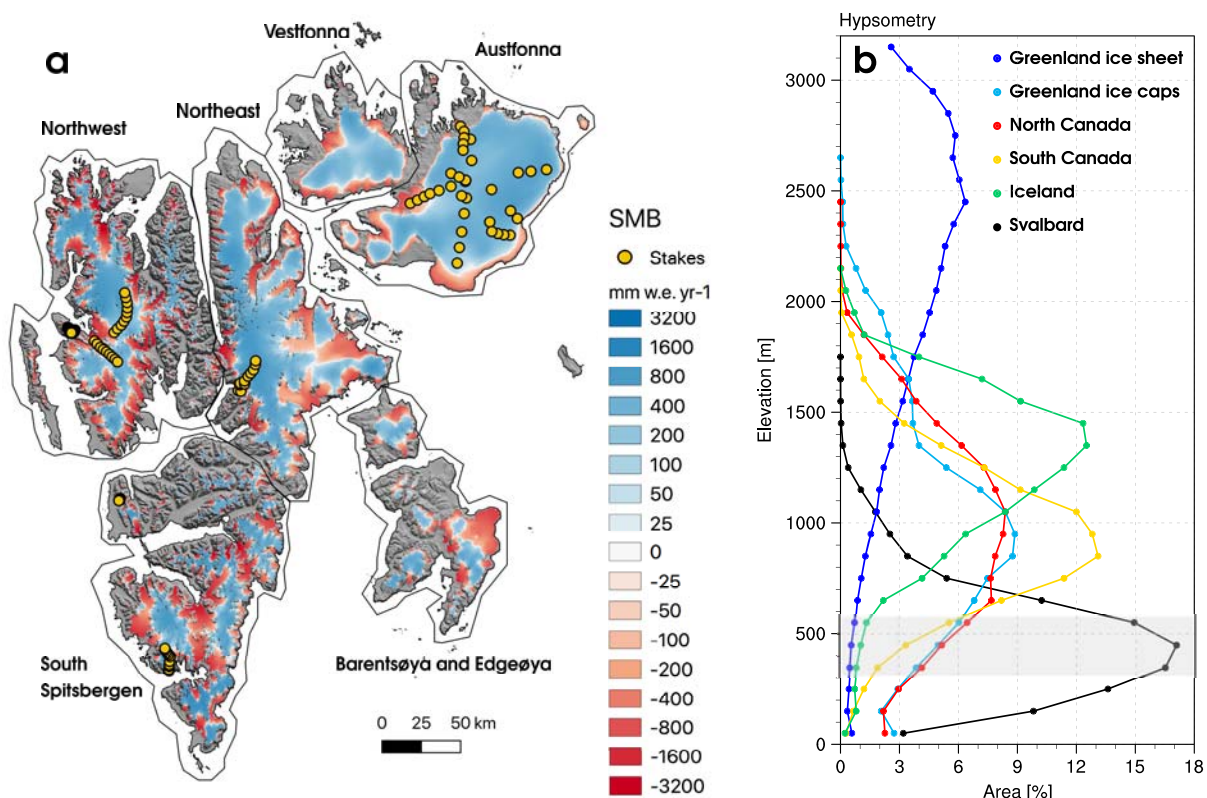 a
Vestfonna
Austfonna
Northeast
Northwest
South
Spitsbergen
Barentsøya and Edgeøya
0 25 50 km
SMB
Stakes
mm w.e. yr-1
3200
1600
800
400
200
100
50
25
0
-25
-50
-100
-200
-400
-800
-1600
-3200
Hypsometry
b
Greenland ice sheet
Greenland ice caps
North Canada
South Canada
Iceland
Svalbard
Elevation [m]
3000
2500
2000
1500
1000
500
0
0 3 6 9 12 15 18
Area [%]